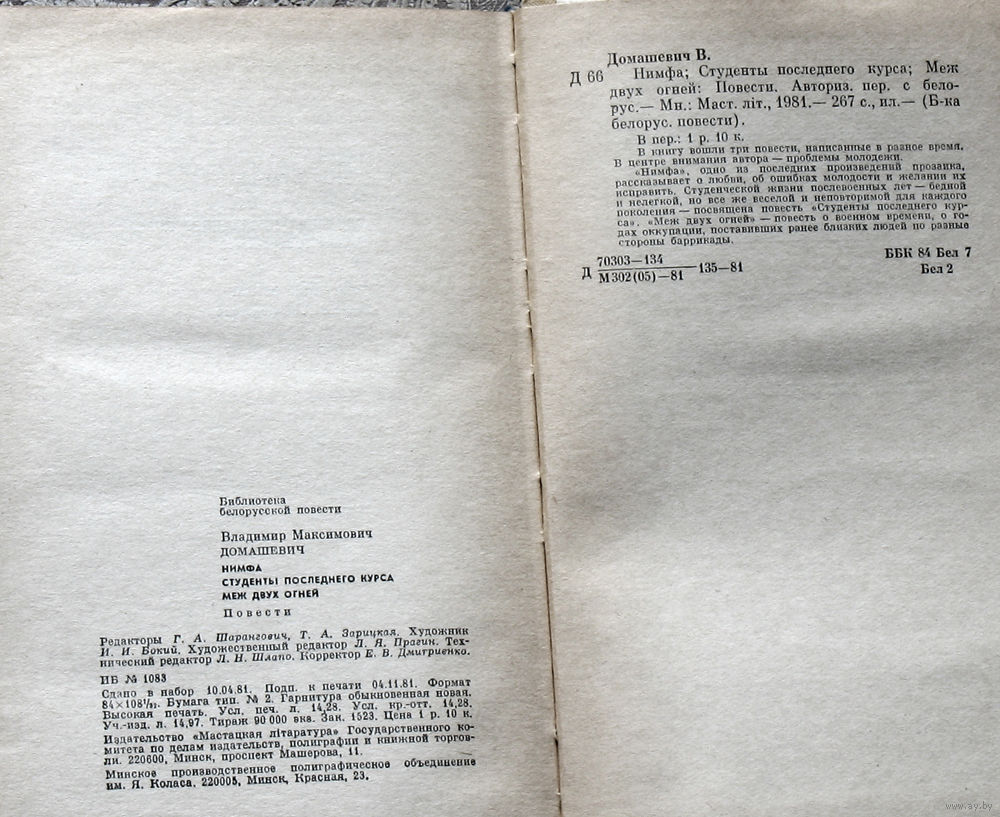 Библиотека
белорусской повести
Владимир Максимович
ДОМАШЕВИЧ
НИМФА
СТУДЕНТЫ ПОСЛЕДНЕГО КУРСА
МЕЖ ДВУХ ОГНЕЙ
Повести
Редакторы Г. А. Шарангович, Т. А. Зарицкая. Художник
И. И. Бокий. Художественный редактор Л. Я. Прагин. Тех-
нический редактор Л. Н. Шлапо. Корректор Е. В. Дмитриенко.
ИБ № 1083
Сдано в набор 10.04.81. Подп. к печати 04.11.81. Формат
84×108¹/₃₂. Бумага тип. № 2. Гарнитура обыкновенная новая.
Высокая печать. Усл. печ. л. 14,28. Усл. кр.-отт. 14,28.
Уч.-изд. л. 14,97. Тираж 90 000 экз. Зак. 1523. Цена 1 р. 10 к.
Издательство «Мастацкая літаратура» Государственного ко-
митета по делам издательств, полиграфии и книжной торгов-
ли. 220600, Минск, проспект Машерова, 11.
Минское производственное полиграфическое объединение
им. Я. Коласа. 220005, Минск, Красная, 23.
Домашевич В.
Д 66 Нимфа; Студенты последнего курса; Меж
двух огней: Повести. Авториз. пер. с бело-
рус.— Мн.: Маст. літ., 1981.— 267 с., ил.— (Б-ка
белорус. повести).
В пер.: 1 р. 10 к.
В книгу вошли три повести, написанные в разное время.
В центре внимания автора — проблемы молодежи.
«Нимфа», одно из последних произведений прозаика,
рассказывает о любви, об ошибках молодости и желании их
исправить. Студенческой жизни послевоенных лет — бедной
и нелегкой, но все же веселой и неповторимой для каждого
поколения — посвящена повесть «Студенты последнего кур-
са». «Меж двух огней» — повесть о военном времени, о го-
дах оккупации, поставивших ранее близких людей по разные
стороны баррикады.
Д 70303—134
М302(05)—81 135—81
ББК 84 Бел 7
Бел 2
www.ay.by